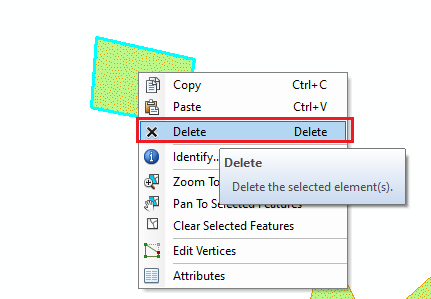 Copy Ctrl+C
Paste Ctrl+V
Delete Delete
Identify..
Delete
Delete the selected element(s).
Zoom To
Pan To Selected Features
Clear Selected Features
Edit Vertices
Attributes